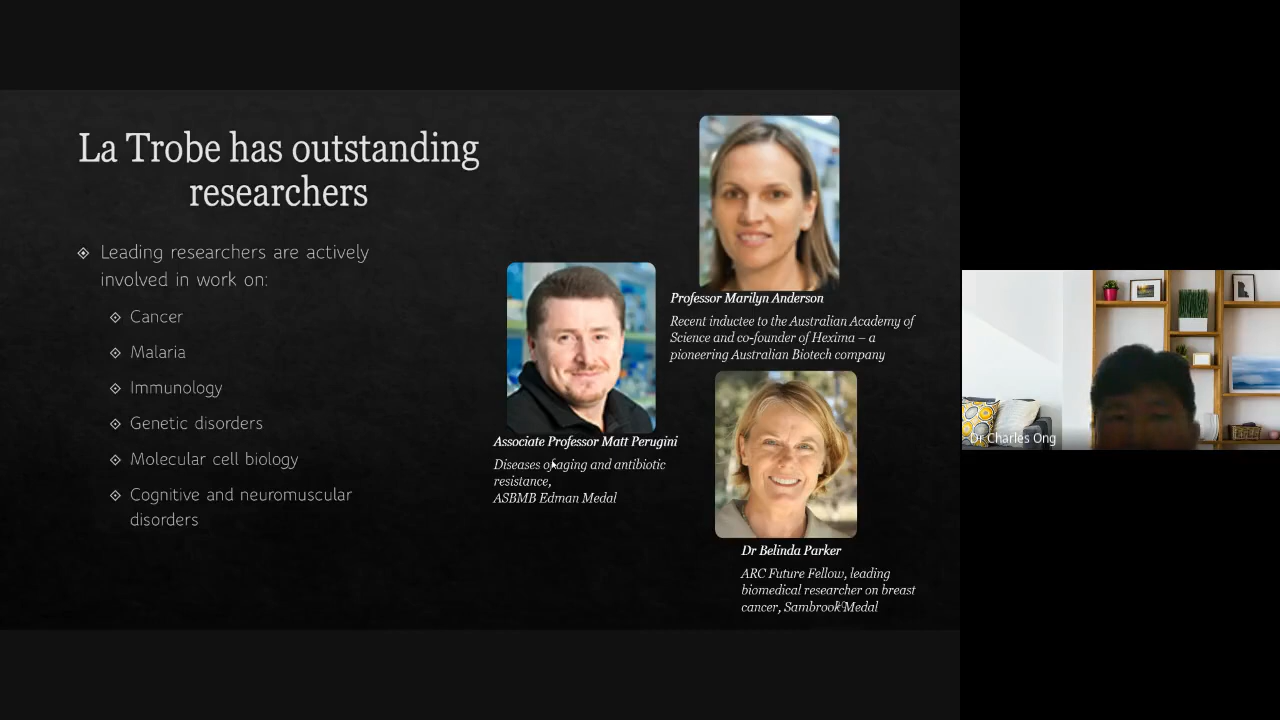 La Trobe has outstanding
researchers
Leading researchers are actively
involved in work on:
Cancer
Malaria
Immunology
Genetic disorders
Molecular cell biology
Cognitive and neuromuscular
disorders
Professor Marilyn Anderson
Recent inductee to the Australian Academy of
Science and co-founder of Hexima – a
pioneering Australian Biotech company
Associate Professor Matt Perugini
Diseases of aging and antibiotic
resistance,
ASBMB Edman Medal
Dr Belinda Parker
ARC Future Fellow, leading
biomedical researcher on breast
cancer, Sambrook Medal
Dr Charles Ong